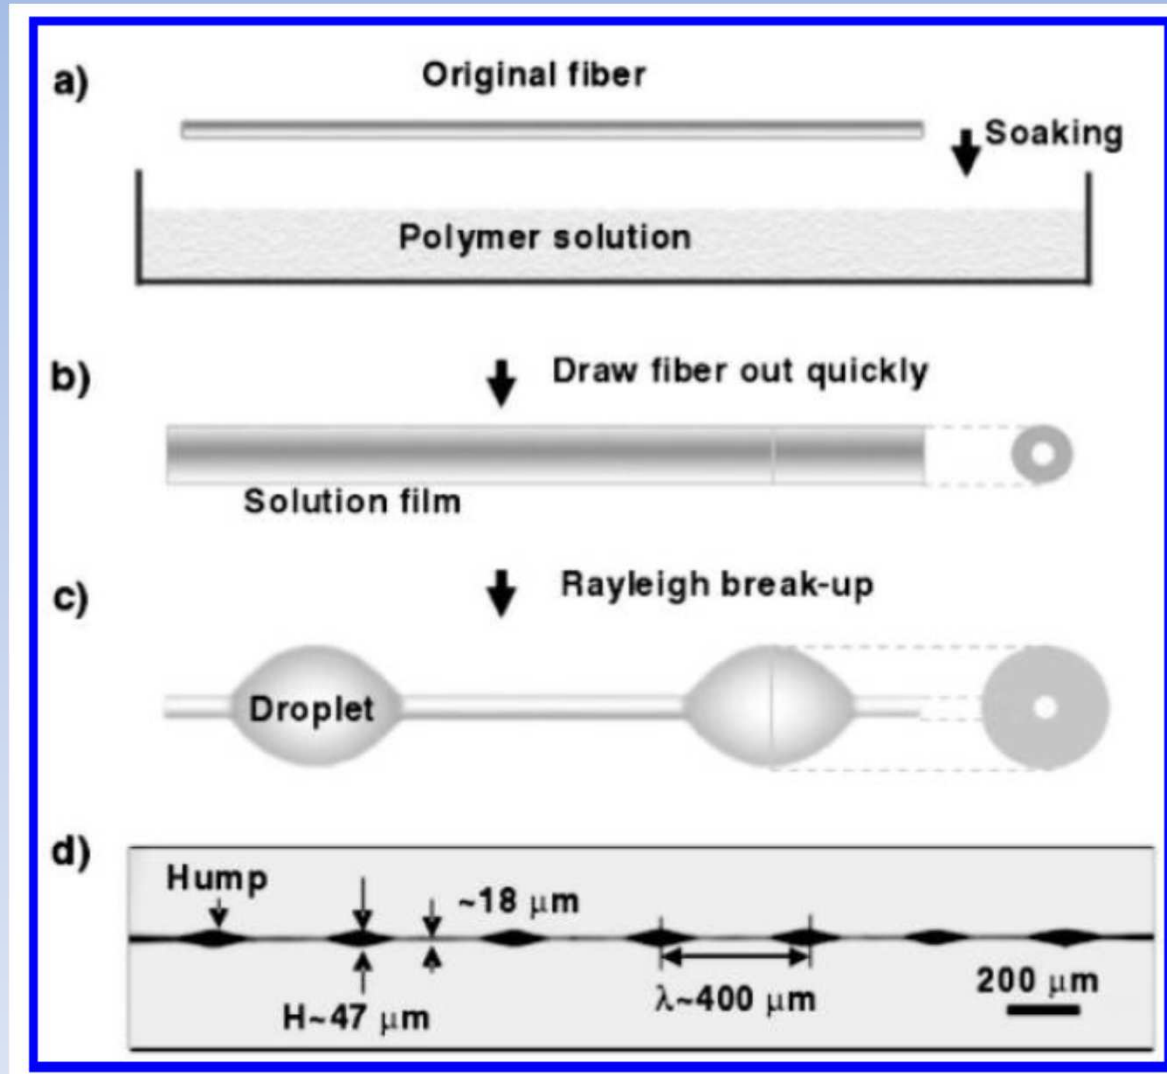 a)
Original fiber
Soaking
Polymer solution
b)
Draw fiber out quickly
Solution film
c)
Rayleigh break-up
Droplet
d)
Hump
~18 μm
H~47 μm
λ~400 μm
200 μm